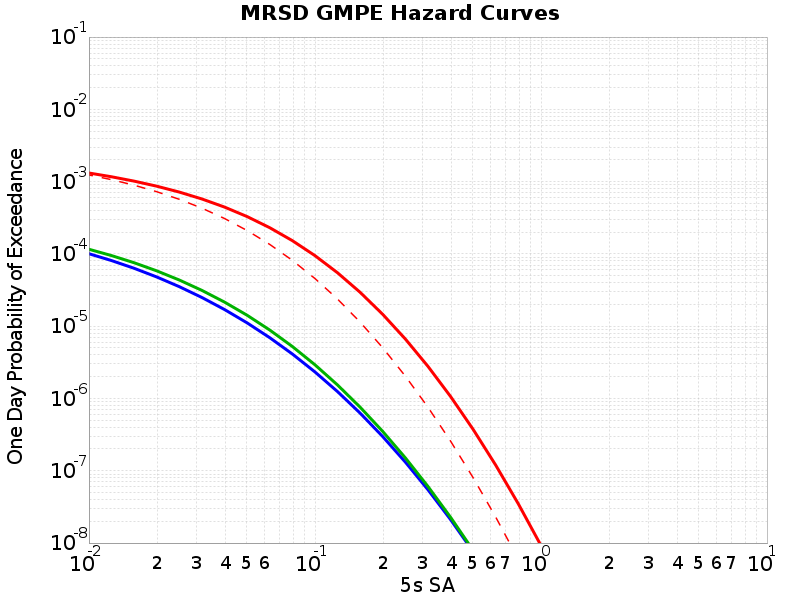 MRSD GMPE Hazard Curves
One Day Probability of Exceedance
10^-1
10^-2
10^-3
10^-4
10^-5
10^-6
10^-7
10^-8
10^-2 2 3 4 5 6 10^-1 2 3 4 5 6 7 10^0 2 3 4 5 6 7 10^1
5s SA